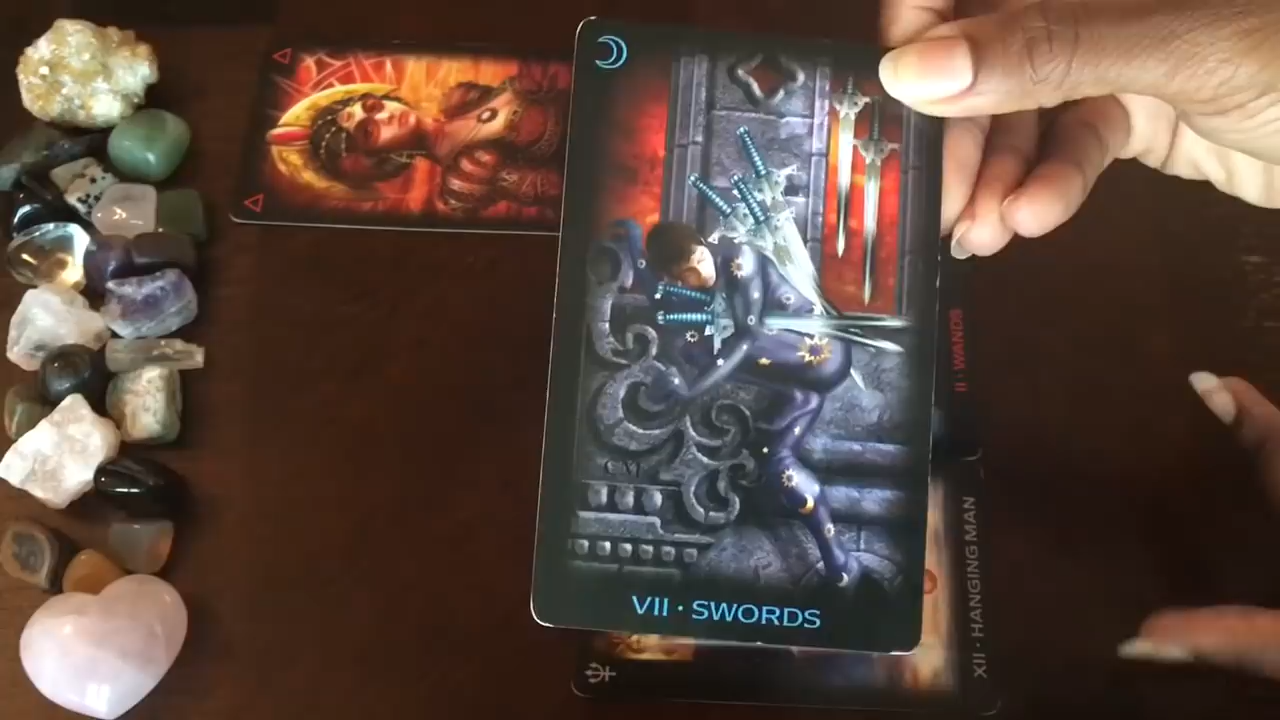 VII · SWORDS
CM
II · WANDS
XII · HANGING MAN